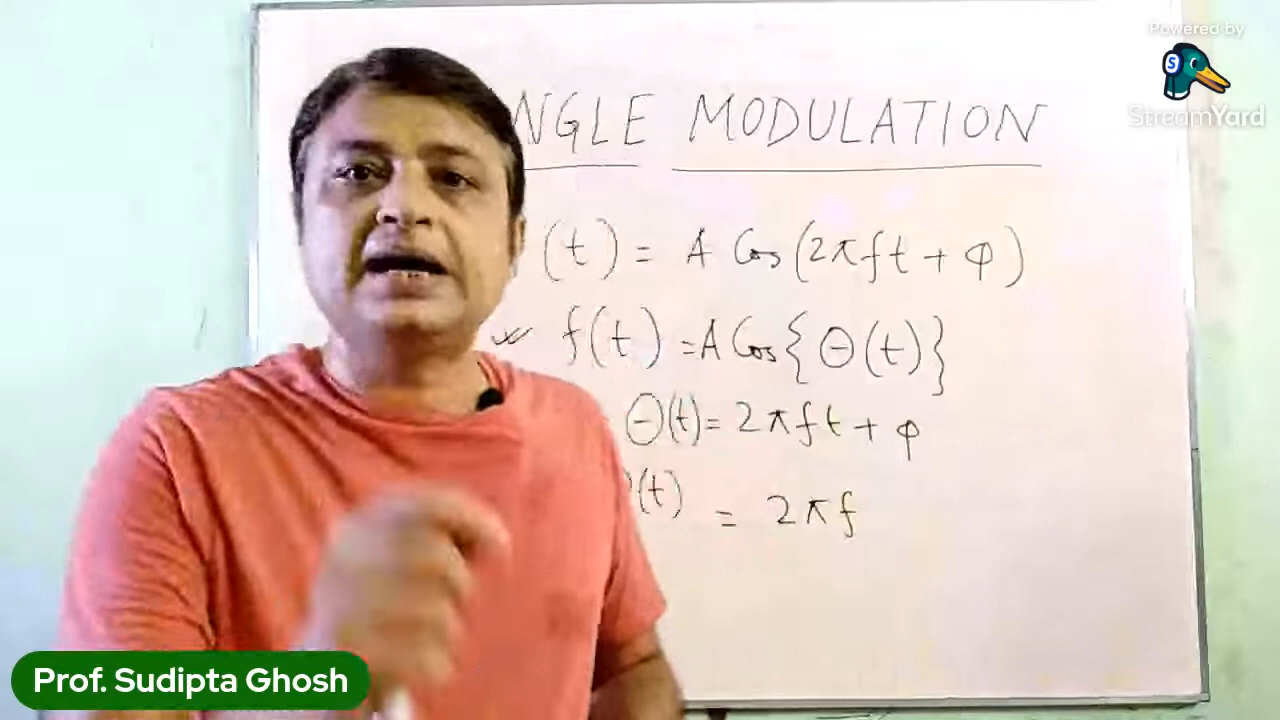 Powered by
StreamYard
NGLE MODULATION
(t) = A Cos(2πft + φ)
f(t) = A Cos{θ(t)}
θ(t) = 2πft + φ
(t) = 2πf
Prof. Sudipta Ghosh